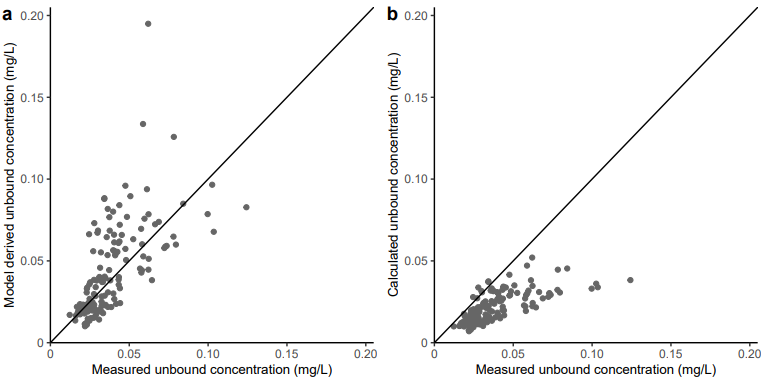 a
Model derived unbound concentration (mg/L)
0.20
0.15
0.10
0.05
0
0 0.05 0.10 0.15 0.20
Measured unbound concentration (mg/L)
b
Calculated unbound concentration (mg/L)
0.20
0.15
0.10
0.05
0
0 0.05 0.10 0.15 0.20
Measured unbound concentration (mg/L)